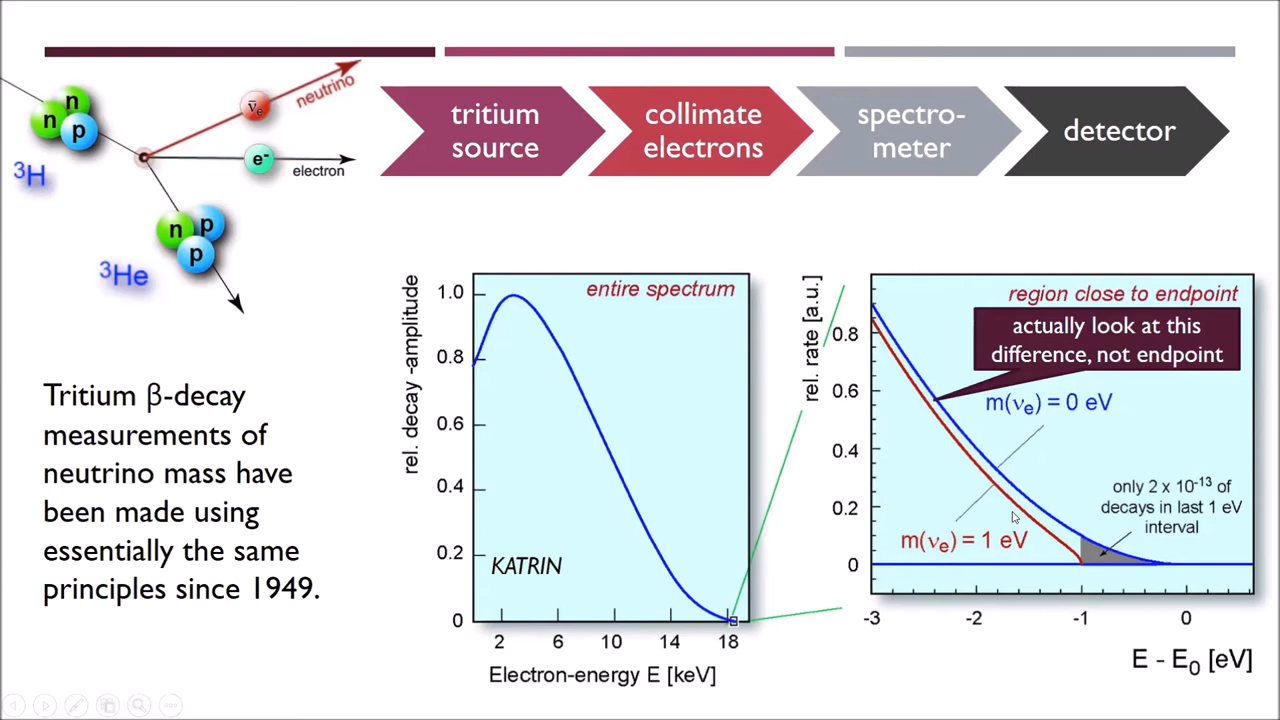 n
n
p
³H
ν̄e
neutrino
e⁻
electron
n
p
p
³He
tritium
source
collimate
electrons
spectro-
meter
detector
Tritium β-decay
measurements of
neutrino mass have
been made using
essentially the same
principles since 1949.
rel. decay -amplitude
entire spectrum
1.0
0.8
0.6
0.4
0.2
0
KATRIN
2 6 10 14 18
Electron-energy E [keV]
rel. rate [a.u.]
region close to endpoint
actually look at this
difference, not endpoint
0.8
0.6
0.4
0.2
0
m(νe) = 0 eV
only 2 x 10⁻¹³ of
decays in last 1 eV
interval
m(νe) = 1 eV
-3 -2 -1 0
E - E₀ [eV]